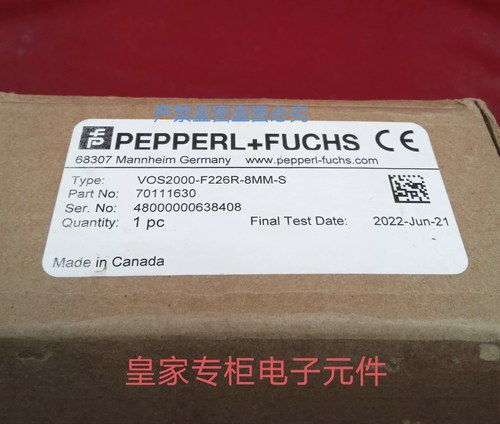 PEPPERL+FUCHS CE
68307 Mannheim Germany www.pepperl-fuchs.com
Type: VOS2000-F226R-8MM-S
Part No: 70111630
Ser. No: 48000000638408
Quantity: 1 pc Final Test Date: 2022-Jun-21
Made in Canada
皇家专柜电子元件